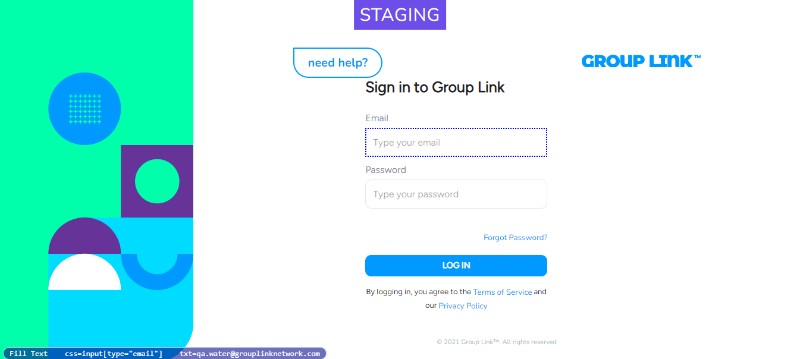 STAGING
need help?
GROUP LINK™
Sign in to Group Link
Email
Type your email
Password
Type your password
Forgot Password?
LOG IN
By logging in, you agree to the Terms of Service and
our Privacy Policy
© 2021 Group Link™. All rights reserved
Fill Text css=input[type="email"] txt=qa.water@grouplinknetwork.com